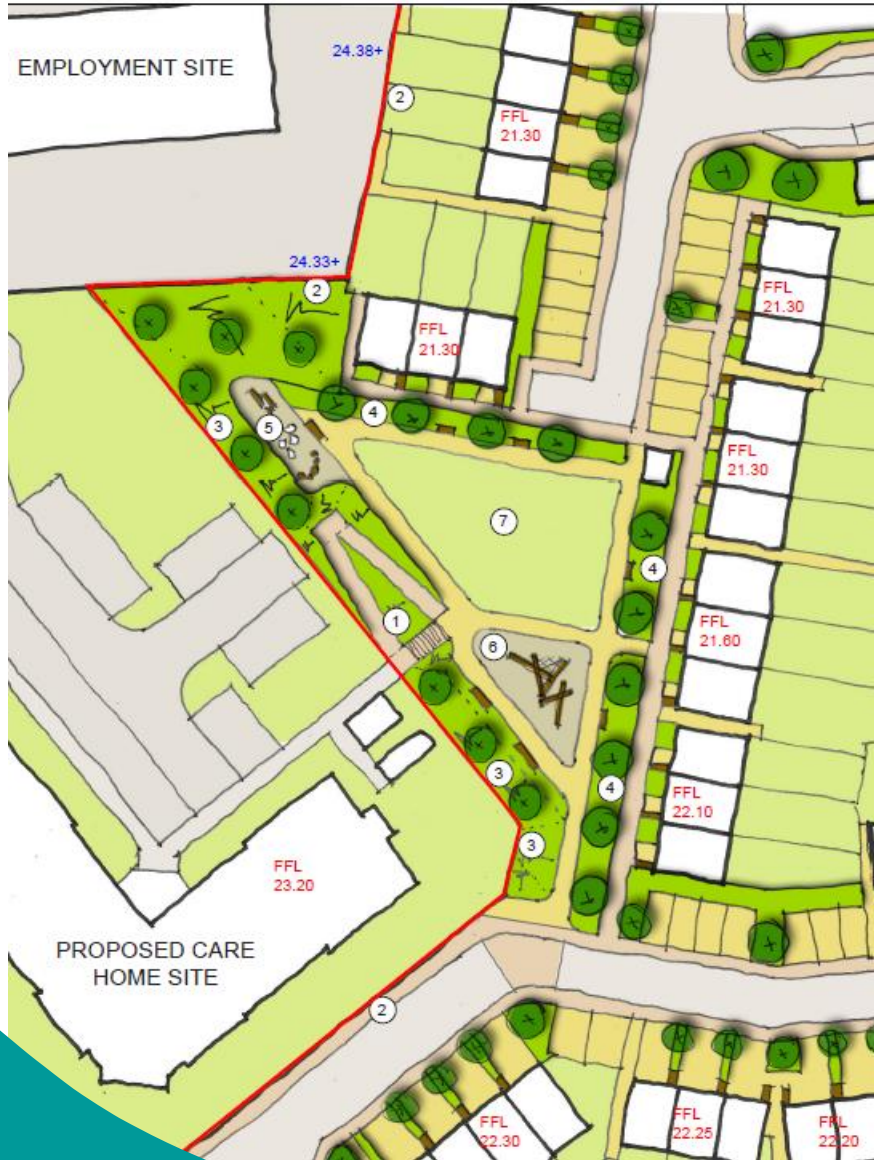 EMPLOYMENT SITE
24.38+
2
FFL
21.30
24.33+
2
FFL
21.30
FFL
21.30
3
5
4
FFL
21.30
7
4
1
6
FFL
21.60
3
4
FFL
22.10
3
FFL
23.20
PROPOSED CARE
HOME SITE
2
FFL
22.30
FFL
22.25
FFL
22.20